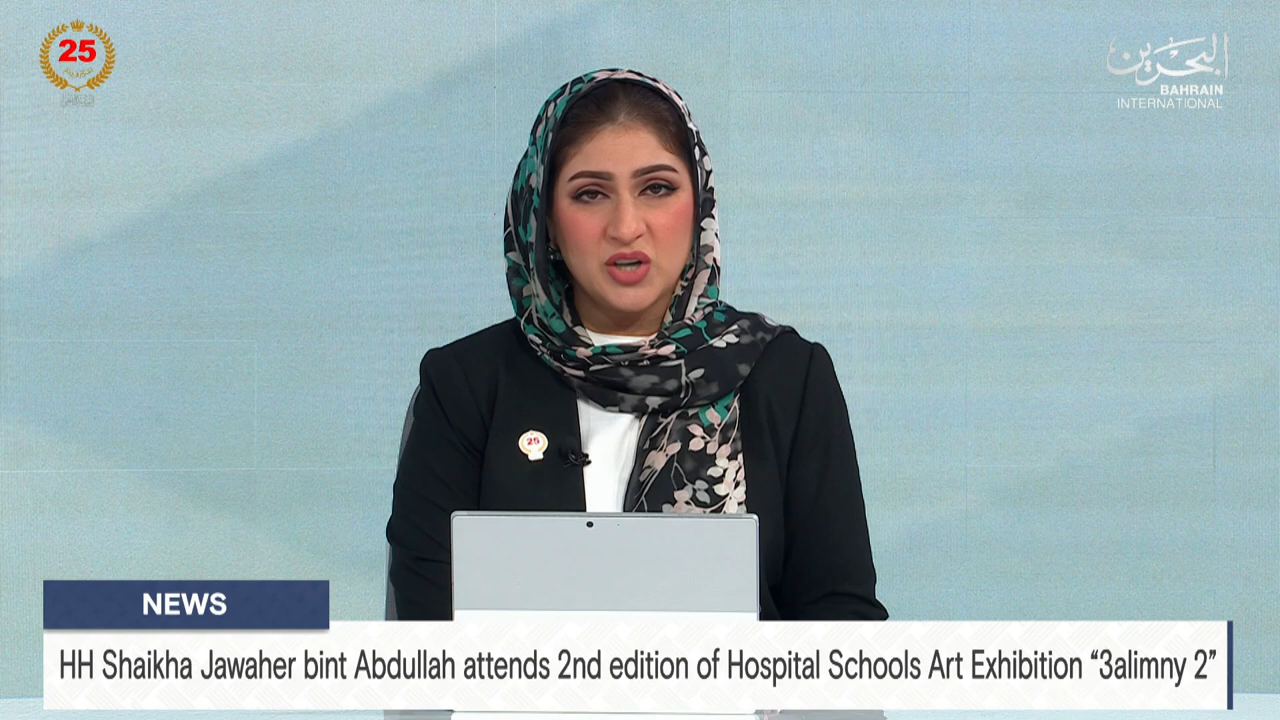 25
البحرين
BAHRAIN
INTERNATIONAL
25
NEWS
HH Shaikha Jawaher bint Abdullah attends 2nd edition of Hospital Schools Art Exhibition “3alimny 2”